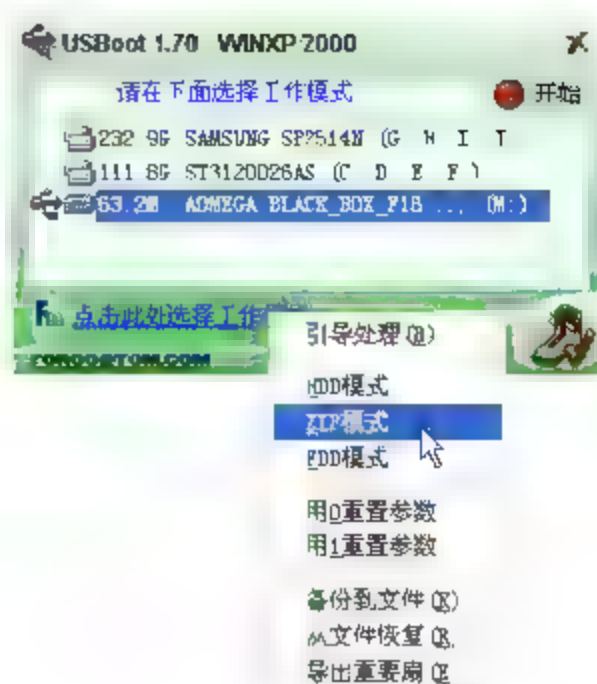 USBoot 1.70 WINXP 2000
请在下面选择工作模式
开始
232 9G SAMSUNG SP2514N (G H I T
111 8G ST3120026AS (C D E F)
63.2M AOMEGA BLACK_BOX_F18 ... (M:)
点击此处选择工作
引导处理
HDD模式
ZIP模式
FDD模式
用0重置参数
用1重置参数
备份到文件
从文件恢复
导出重要扇